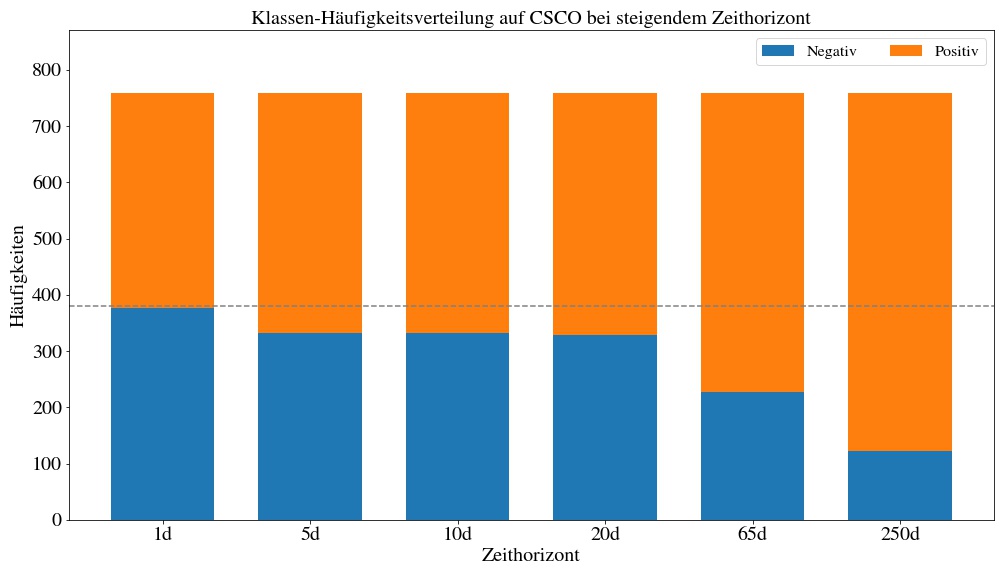 Klassen-Häufigkeitsverteilung auf CSCO bei steigendem Zeithorizont
Negativ
Positiv
Häufigkeiten
800
700
600
500
400
300
200
100
0
1d
5d
10d
20d
65d
250d
Zeithorizont